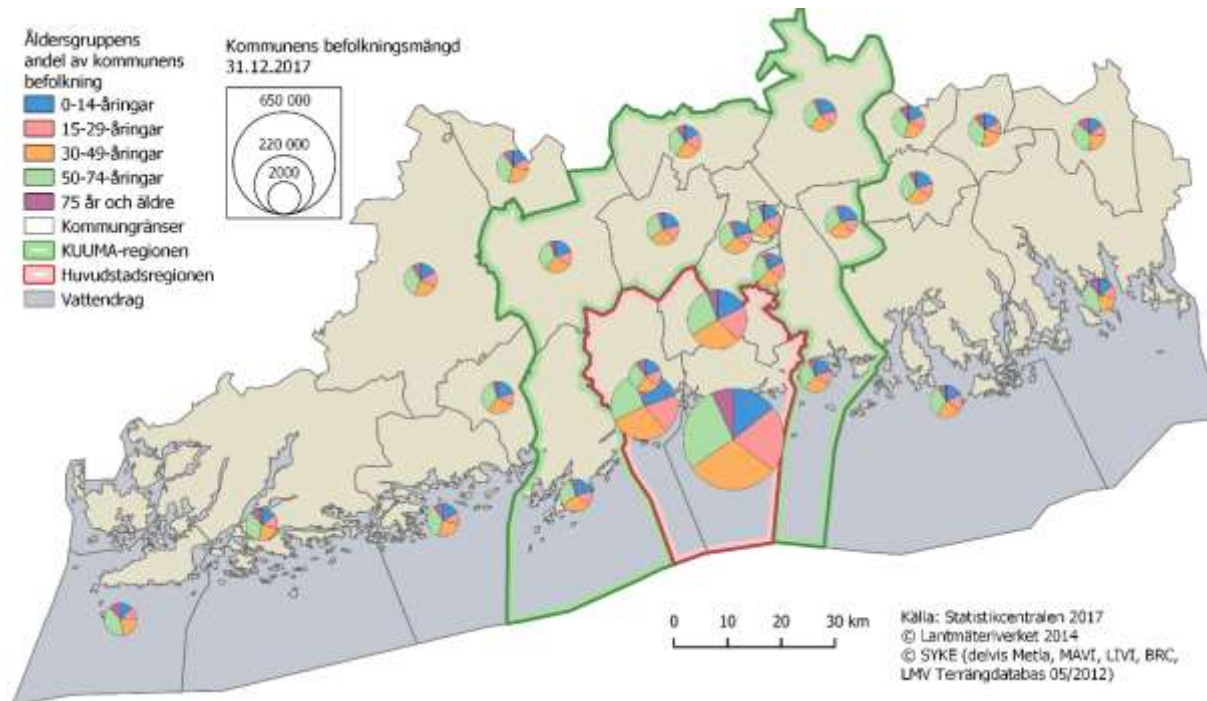 Åldersgruppens
andel av kommunens
befolkning
0-14-åringar
15-29-åringar
30-49-åringar
50-74-åringar
75 år och äldre
Kommungränser
KUUMA-regionen
Huvudstadsregionen
Vattendrag
Kommunens befolkningsmängd
31.12.2017
650 000
220 000
2000
0 10 20 30 km
Källa: Statistikcentralen 2017
© Lantmäteriverket 2014
© SYKE (delvis Metla, MAVI, LIVI, BRC,
LMV Terrängdatabas 05/2012)